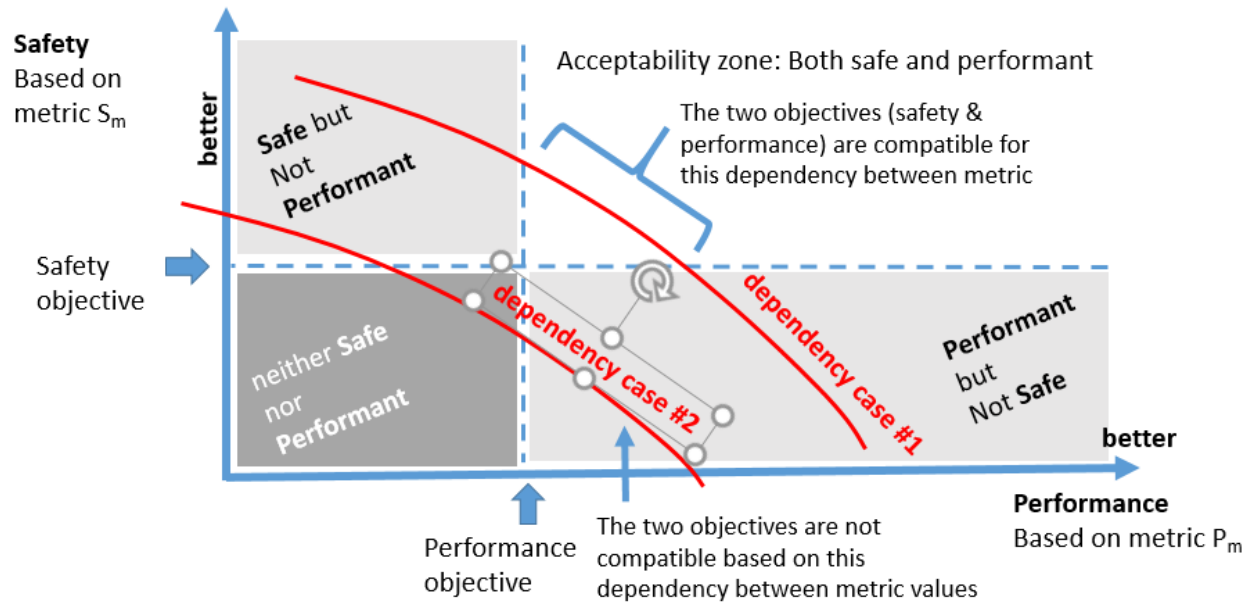 Safety
Based on
metric Sm
better
Safe but
Not
Performant
Acceptability zone: Both safe and performant
The two objectives (safety &
performance) are compatible for
this dependency between metric
Safety
objective
neither Safe
nor
Performant
dependency case #2
dependency case #1
Performant
but
Not Safe
better
Performance
Based on metric Pm
Performance
objective
The two objectives are not
compatible based on this
dependency between metric values